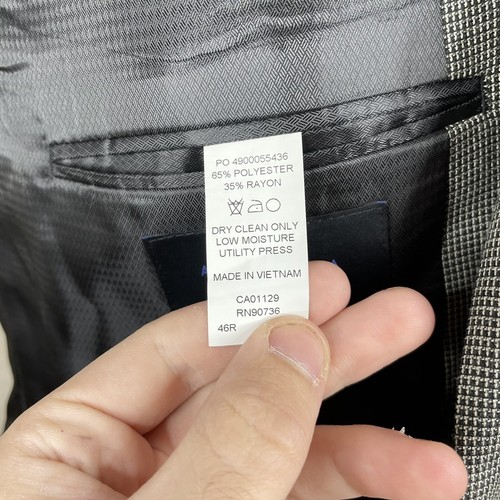 PO 4900055436
65% POLYESTER
35% RAYON
DRY CLEAN ONLY
LOW MOISTURE
UTILITY PRESS
MADE IN VIETNAM
CA01129
RN90736
46R